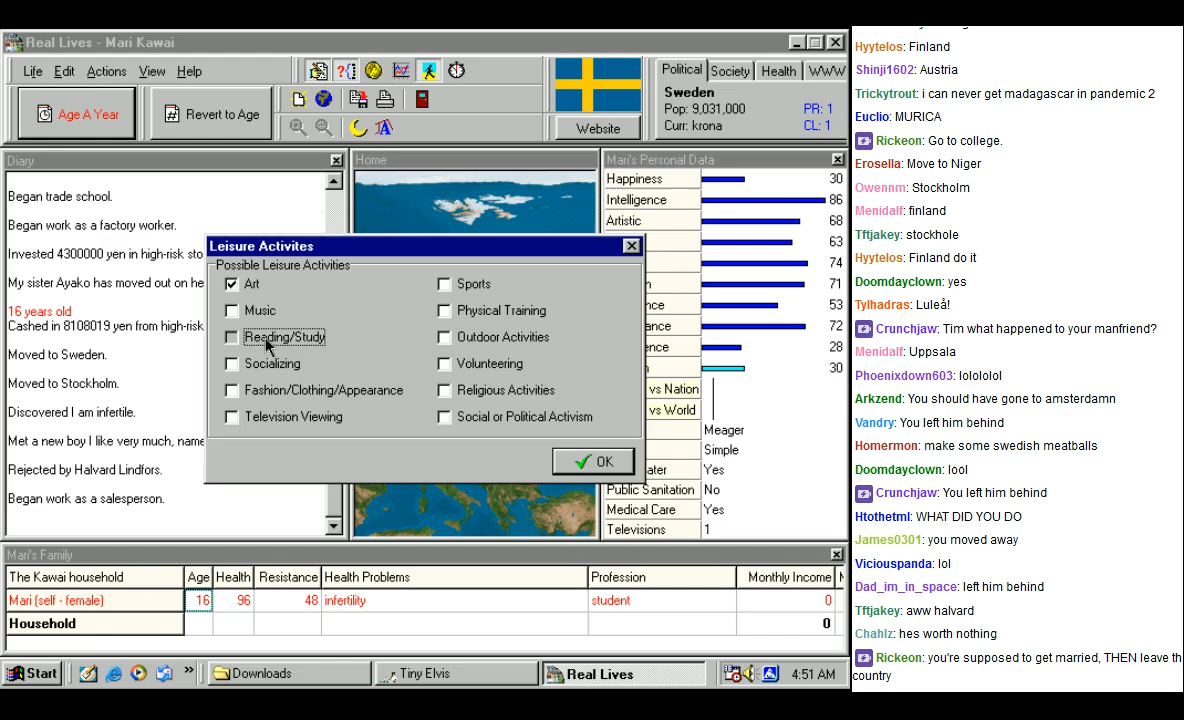 Real Lives - Mari Kawai
Life Edit Actions View Help
Age A Year
Revert to Age
Website
Political Society Health WWW
Sweden
Pop: 9,031,000 PR: 1
Curr: krona CL: 1
Diary
Began trade school.
Began work as a factory worker.
Invested 4300000 yen in high-risk sto
My sister Ayako has moved out on he
16 years old
Cashed in 8108019 yen from high-risk
Moved to Sweden.
Moved to Stockholm.
Discovered I am infertile.
Met a new boy I like very much, name
Rejected by Halvard Lindfors.
Began work as a salesperson.
Home
Mari's Personal Data
Happiness 30
Intelligence 86
Artistic 68
63
74
71
nce 53
ance 72
ence 28
30
vs Nation
vs World
Meager
Simple
ater Yes
Public Sanitation No
Medical Care Yes
Televisions 1
Leisure Activites
Possible Leisure Activities
Art
Music
Reading/Study
Socializing
Fashion/Clothing/Appearance
Television Viewing
Sports
Physical Training
Outdoor Activities
Volunteering
Religious Activities
Social or Political Activism
OK
Mari's Family
The Kawai household Age Health Resistance Health Problems Profession Monthly Income
Mari (self - female) 16 96 48 infertility student 0
Household 0
Start » Downloads Tiny Elvis Real Lives 4:51 AM
Hyytelos: Finland
Shinji1602: Austria
Trickytrout: i can never get madagascar in pandemic 2
Euclio: MURICA
Rickeon: Go to college.
Erosella: Move to Niger
Owennm: Stockholm
Menidalf: finland
Tftjakey: stockhole
Hyytelos: Finland do it
Doomdayclown: yes
Tylhadras: Luleå!
Crunchjaw: Tim what happened to your manfriend?
Menidalf: Uppsala
Phoenixdown603: lolololol
Arkzend: You should have gone to amsterdamn
Vandry: You left him behind
Homermon: make some swedish meatballs
Doomdayclown: lool
Crunchjaw: You left him behind
Htothetml: WHAT DID YOU DO
James0301: you moved away
Viciouspanda: lol
Dad_im_in_space: left him behind
Tftjakey: aww halvard
Chahlz: hes worth nothing
Rickeon: you're supposed to get married, THEN leave th
country